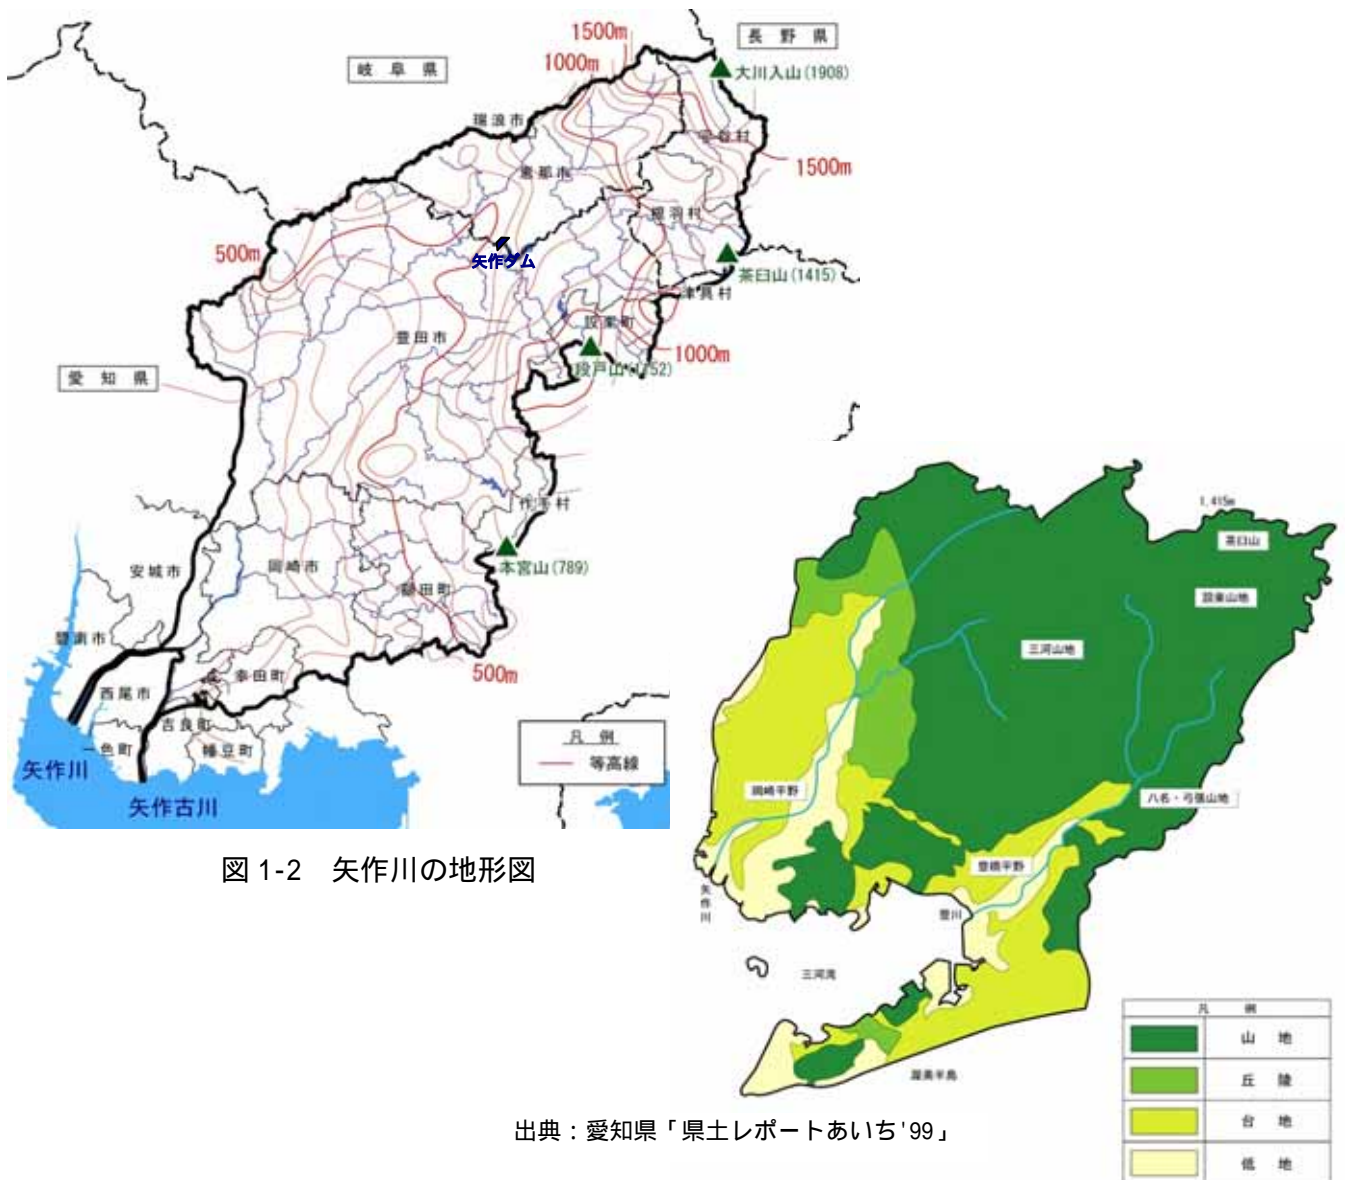 1500m
長野県
1000m
岐阜県
大川入山(1908)
瑞浪市
平谷村
1500m
恵那市
根羽村
500m
矢作ダム
茶臼山(1415)
津具村
設楽町
豊田市
1000m
段戸山(1152)
愛知県
作手村
本宮山(789)
岡崎市
安城市
額田町
碧南市
500m
幸田町
西尾市
吉良町
一色町
幡豆町
矢作川
矢作古川
凡例
等高線
図1-2 矢作川の地形図
1,415m
茶臼山
設楽山地
三河山地
岡崎平野
八名・弓張山地
豊橋平野
矢作川
豊川
三河湾
渥美半島
凡例
山地
丘陵
台地
低地
出典:愛知県「県土レポートあいち'99」